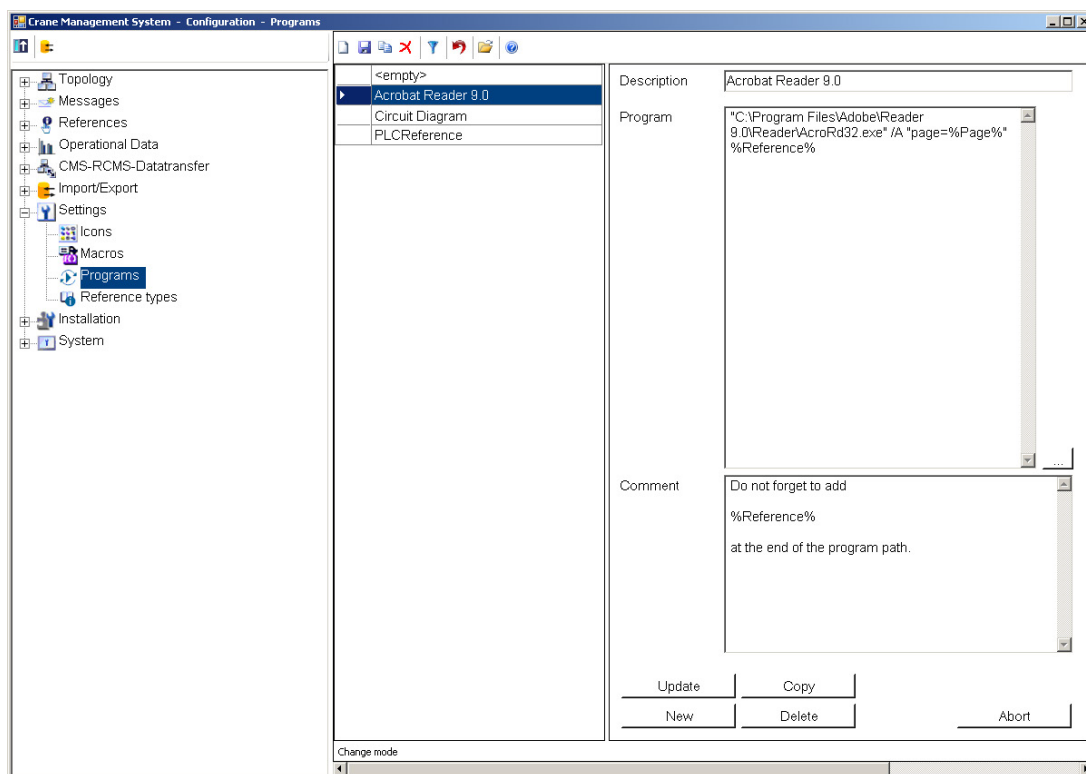 Crane Management System - Configuration - Programs
Topology
Messages
References
Operational Data
CMS-RCMS-Datatransfer
Import/Export
Settings
Icons
Macros
Programs
Reference types
Installation
System
<empty>
Acrobat Reader 9.0
Circuit Diagram
PLCReference
Description
Acrobat Reader 9.0
Program
"C:\Program Files\Adobe\Reader
9.0\Reader\AcroRd32.exe" /A "page=%Page%"
%Reference%
...
Comment
Do not forget to add
%Reference%
at the end of the program path.
Update
Copy
New
Delete
Abort
Change mode